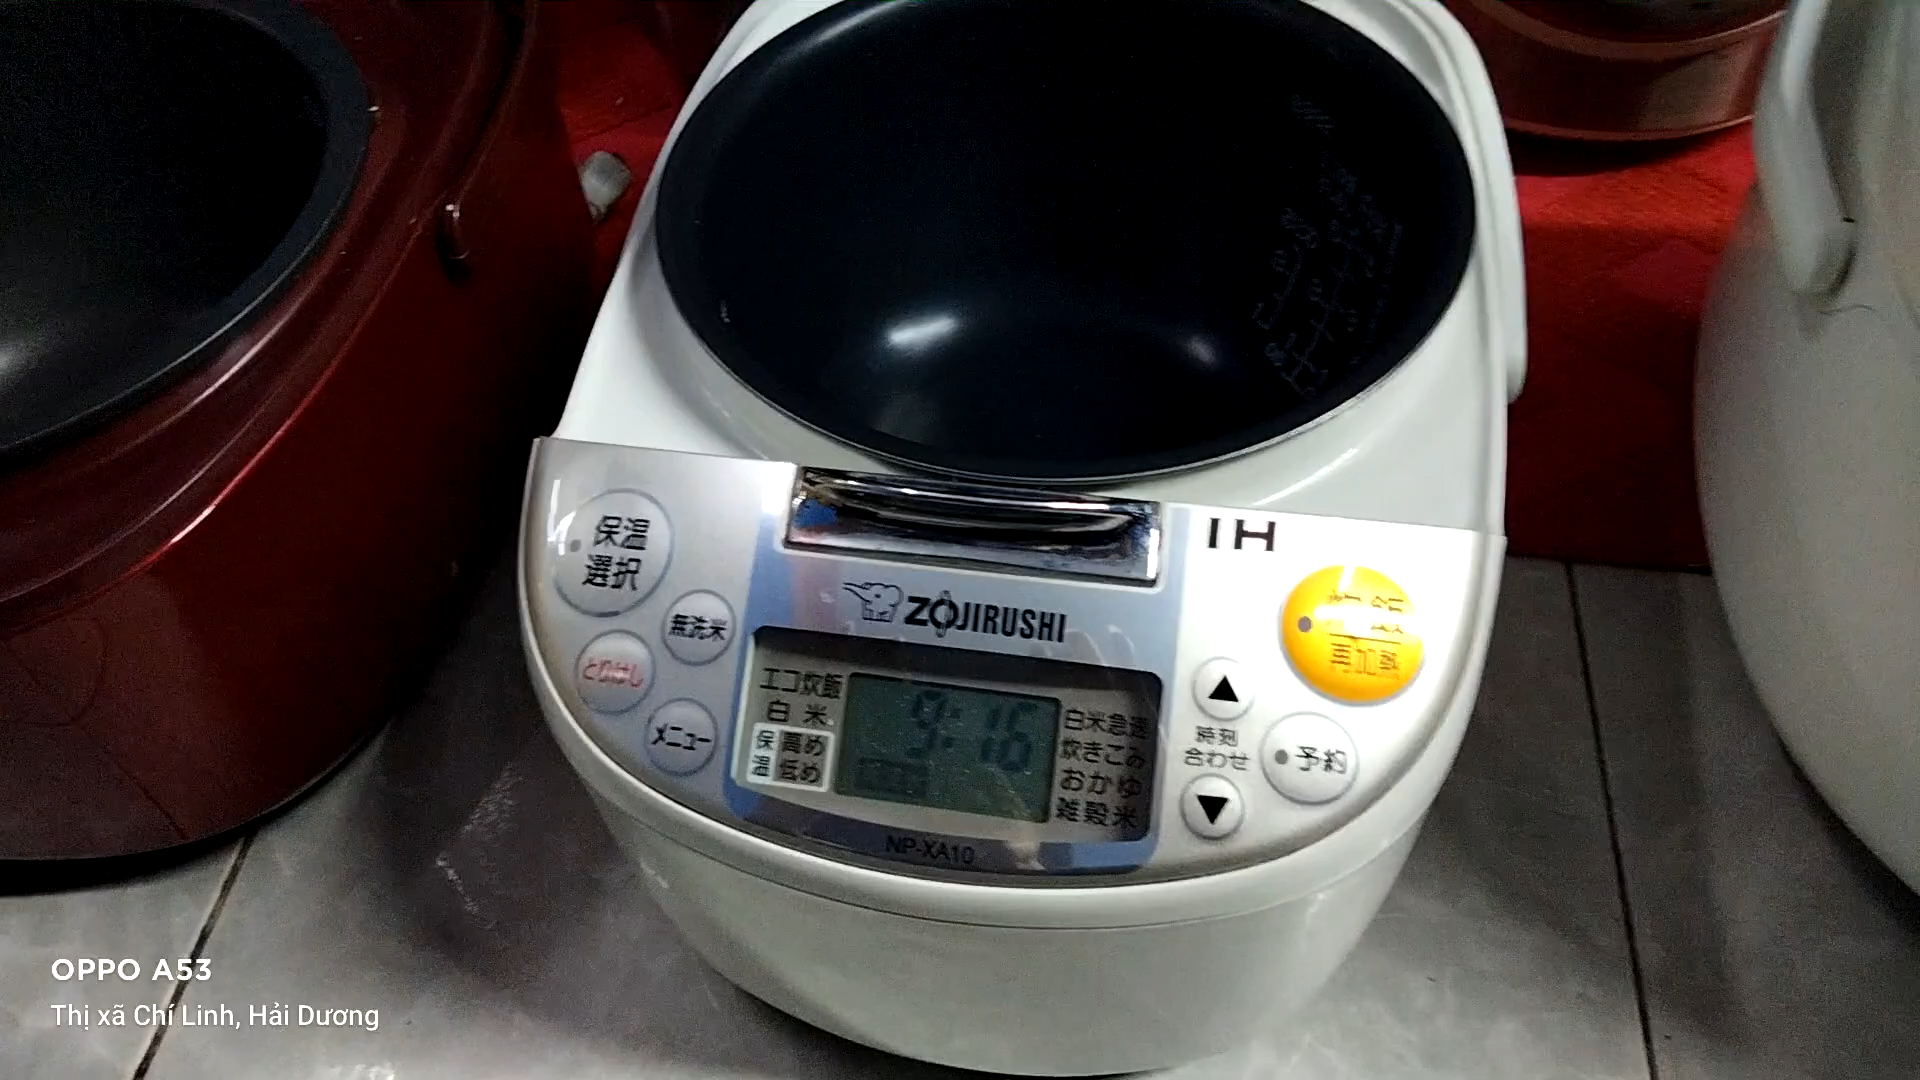 保温
選択
無洗米
とりけし
メニュー
ZOJIRUSHI
IH
エコ炊飯
白米
保温
高め
低め
9:16
白米急速
炊きこみ
おかゆ
雑穀米
再加熱
時刻
合わせ
予約
NP-XA10
OPPO A53
Thị xã Chí Linh, Hải Dương